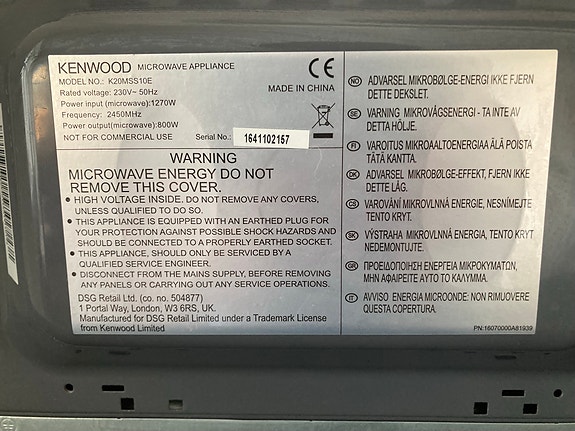 KENWOOD MICROWAVE APPLIANCE
MODEL NO.: K20MSS10E
Rated voltage: 230V~ 50Hz
Power input (microwave):1270W
Frequency: 2450MHz
Power output(microwave):800W
NOT FOR COMMERCIAL USE
CE
MADE IN CHINA
Serial No.: 1641102157
WARNING
MICROWAVE ENERGY DO NOT
REMOVE THIS COVER.
• HIGH VOLTAGE INSIDE. DO NOT REMOVE ANY COVERS,
UNLESS QUALIFIED TO DO SO.
• THIS APPLIANCE IS EQUIPPED WITH AN EARTHED PLUG FOR
YOUR PROTECTION AGAINST POSSIBLE SHOCK HAZARDS AND
SHOULD BE CONNECTED TO A PROPERLY EARTHED SOCKET.
• THIS APPLIANCE, SHOULD ONLY BE SERVICED BY A
QUALIFIED SERVICE ENGINEER.
• DISCONNECT FROM THE MAINS SUPPLY, BEFORE REMOVING
ANY PANELS OR CARRYING OUT ANY SERVICE OPERATIONS.
DSG Retail Ltd. (co. no. 504877)
1 Portal Way, London, W3 6RS, UK.
Manufactured for DSG Retail Limited under a Trademark License
from Kenwood Limited
NO ADVARSEL MIKROBØLGE-ENERGI IKKE FJERN
DETTE DEKSLET.
SE VARNING MIKROVÅGSENERGI - TA INTE AV
DETTA HÖLJE.
FI VAROITUS MIKROAALTOENERGIAA ÄLÄ POISTA
TÄTÄ KANTTA.
DK ADVARSEL MIKROBØLGE-EFFEKT, FJERN IKKE
DETTE LÅG.
CS VAROVÁNÍ MIKROVLNNÁ ENERGIE, NESNÍMEJTE
TENTO KRYT.
SK VÝSTRAHA MIKROVLNNÁ ENERGIA, TENTO KRYT
NEDEMONTUJTE.
GR ΠΡΟΕΙΔΟΠΟΙΗΣΗ ΕΝΕΡΓΕΙΑ ΜΙΚΡΟΚΥΜΑΤΩΝ,
ΜΗΝ ΑΦΑΙΡΕΙΤΕ ΑΥΤΟ ΤΟ ΚΑΛΥΜΜΑ.
IT AVVISO ENERGIA MICROONDE: NON RIMUOVERE
QUESTA COPERTURA.
PN:16070000A81939